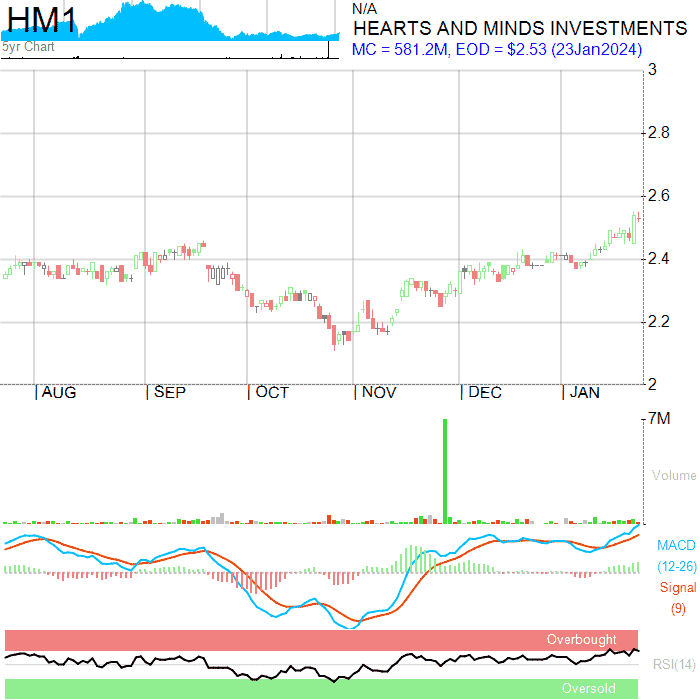 HM1
5yr Chart
N/A
HEARTS AND MINDS INVESTMENTS
MC = 581.2M, EOD = $2.53 (23Jan2024)
3
2.8
2.6
2.4
2.2
2
AUG SEP OCT NOV DEC JAN
7M
Volume
MACD
(12-26)
Signal
(9)
Overbought
RSI(14)
Oversold